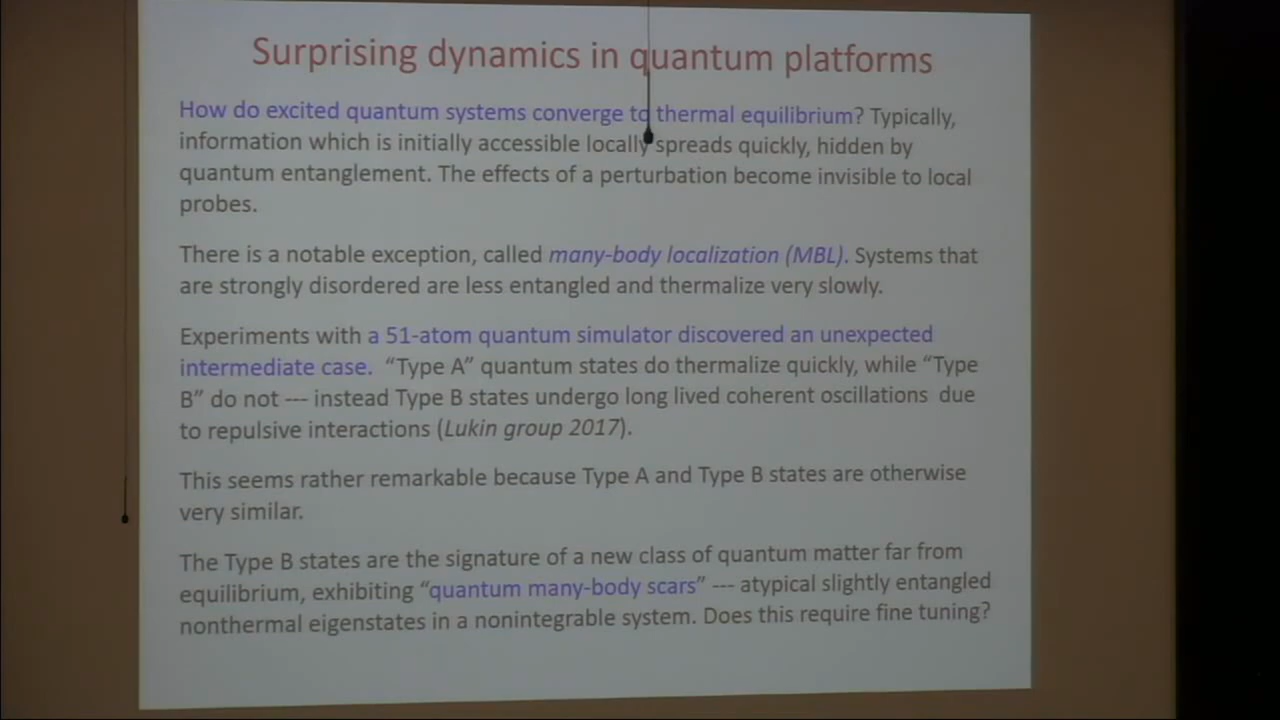 Surprising dynamics in quantum platforms
How do excited quantum systems converge to thermal equilibrium? Typically,
information which is initially accessible locally spreads quickly, hidden by
quantum entanglement. The effects of a perturbation become invisible to local
probes.
There is a notable exception, called many-body localization (MBL). Systems that
are strongly disordered are less entangled and thermalize very slowly.
Experiments with a 51-atom quantum simulator discovered an unexpected
intermediate case. “Type A” quantum states do thermalize quickly, while “Type
B” do not --- instead Type B states undergo long lived coherent oscillations due
to repulsive interactions (Lukin group 2017).
This seems rather remarkable because Type A and Type B states are otherwise
very similar.
The Type B states are the signature of a new class of quantum matter far from
equilibrium, exhibiting “quantum many-body scars” --- atypical slightly entangled
nonthermal eigenstates in a nonintegrable system. Does this require fine tuning?